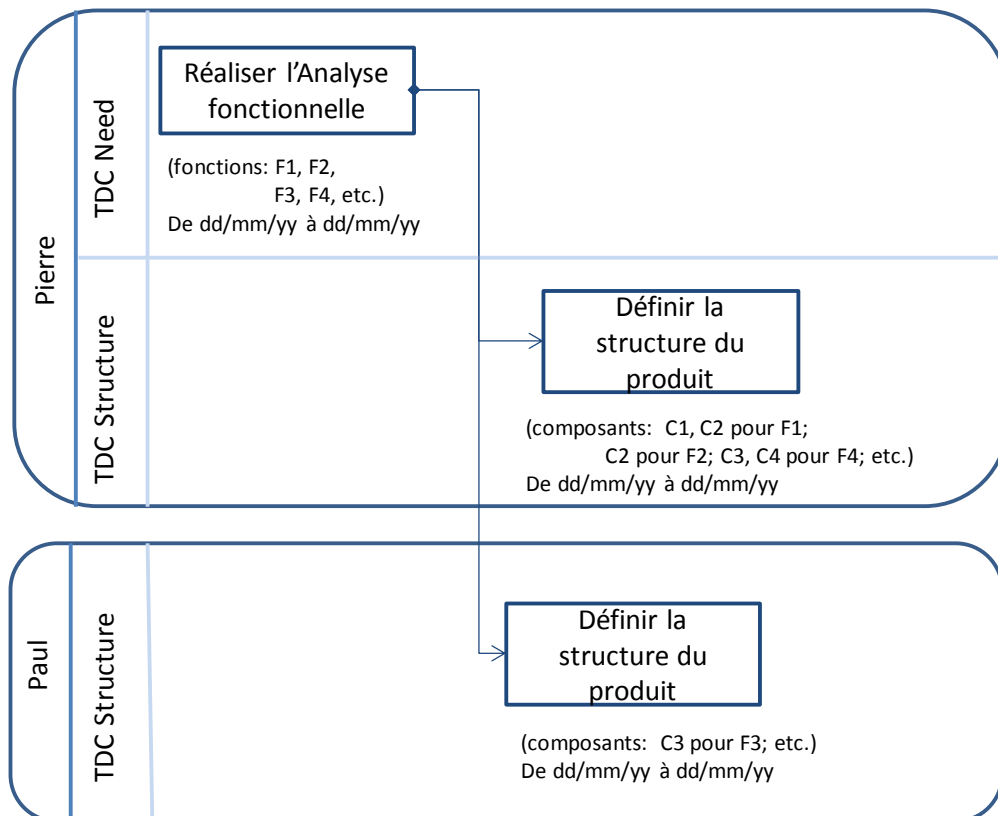 Pierre
TDC Need
Réaliser l'Analyse
fonctionnelle
(fonctions: F1, F2,
F3, F4, etc.)
De dd/mm/yy à dd/mm/yy
TDC Structure
Définir la
structure du
produit
(composants: C1, C2 pour F1;
C2 pour F2; C3, C4 pour F4; etc.)
De dd/mm/yy à dd/mm/yy
Paul
TDC Structure
Définir la
structure du
produit
(composants: C3 pour F3; etc.)
De dd/mm/yy à dd/mm/yy